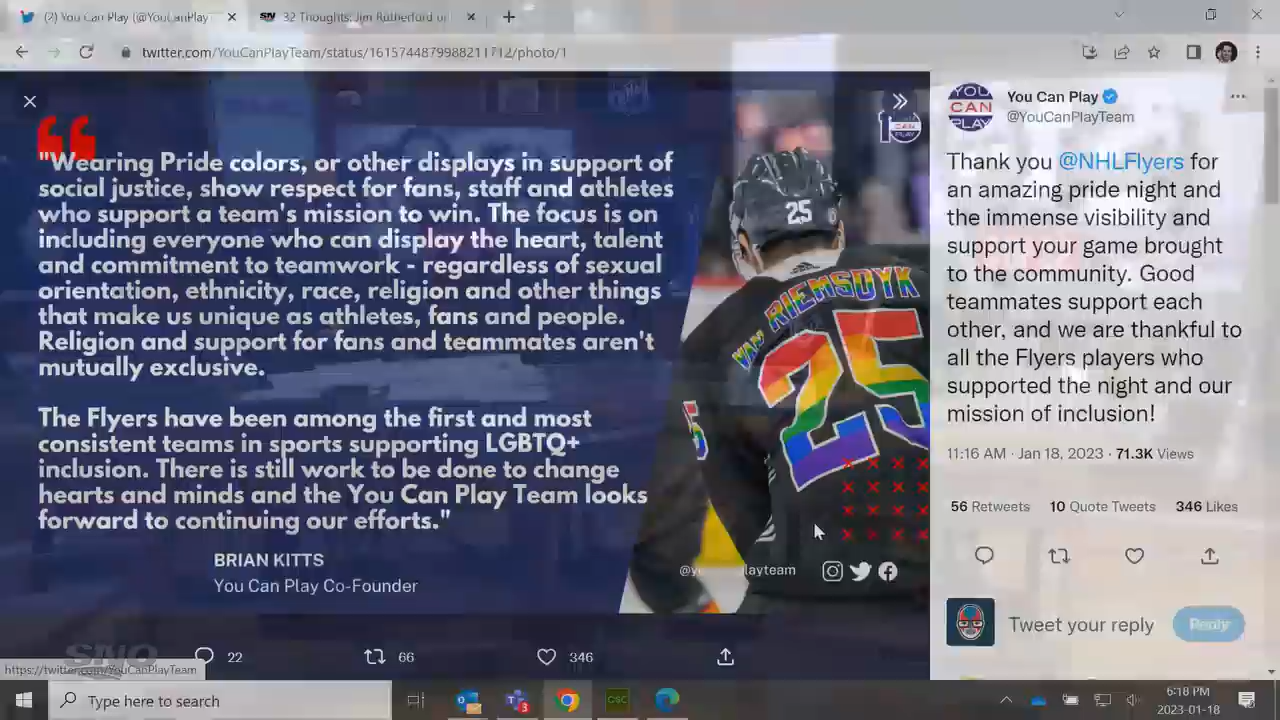 (2) You Can Play (@YouCanPlay
32 Thoughts: Jim Rutherford on
twitter.com/YouCanPlayTeam/status/1615744879988211712/photo/1
"Wearing Pride colors, or other displays in support of
social justice, show respect for fans, staff and athletes
who support a team's mission to win. The focus is on
including everyone who can display the heart, talent
and commitment to teamwork - regardless of sexual
orientation, ethnicity, race, religion and other things
that make us unique as athletes, fans and people.
Religion and support for fans and teammates aren't
mutually exclusive.
The Flyers have been among the first and most
consistent teams in sports supporting LGBTQ+
inclusion. There is still work to be done to change
hearts and minds and the You Can Play Team looks
forward to continuing our efforts."
BRIAN KITTS
You Can Play Co-Founder
25
VAN RIEMSDYK
25
22
66
346
https://twitter.com/YouCanPlayTeam
YOU
CAN
PLAY
You Can Play
@YouCanPlayTeam
Thank you @NHLFlyers for
an amazing pride night and
the immense visibility and
support your game brought
to the community. Good
teammates support each
other, and we are thankful to
all the Flyers players who
supported the night and our
mission of inclusion!
11:16 AM · Jan 18, 2023 71.3K Views
56 Retweets 10 Quote Tweets 346 Likes
Tweet your reply
Reply
Type here to search
6:18 PM
2023-01-18